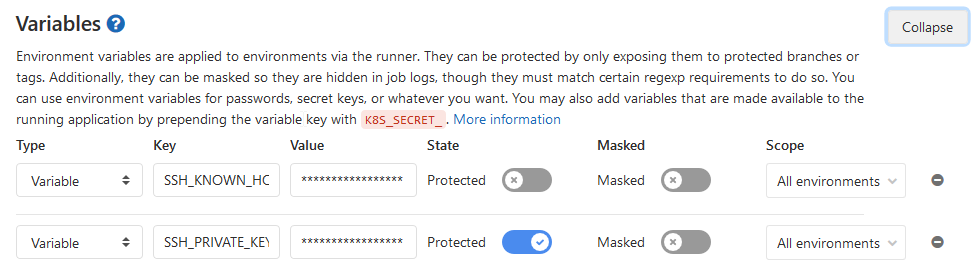 Variables ?
Collapse
Environment variables are applied to environments via the runner. They can be protected by only exposing them to protected branches or
tags. Additionally, they can be masked so they are hidden in job logs, though they must match certain regexp requirements to do so. You
can use environment variables for passwords, secret keys, or whatever you want. You may also add variables that are made available to the
running application by prepending the variable key with K8S_SECRET_. More information
Type Key Value State Masked Scope
Variable SSH_KNOWN_HO ***************** Protected Masked All environments
Variable SSH_PRIVATE_KEY ***************** Protected Masked All environments